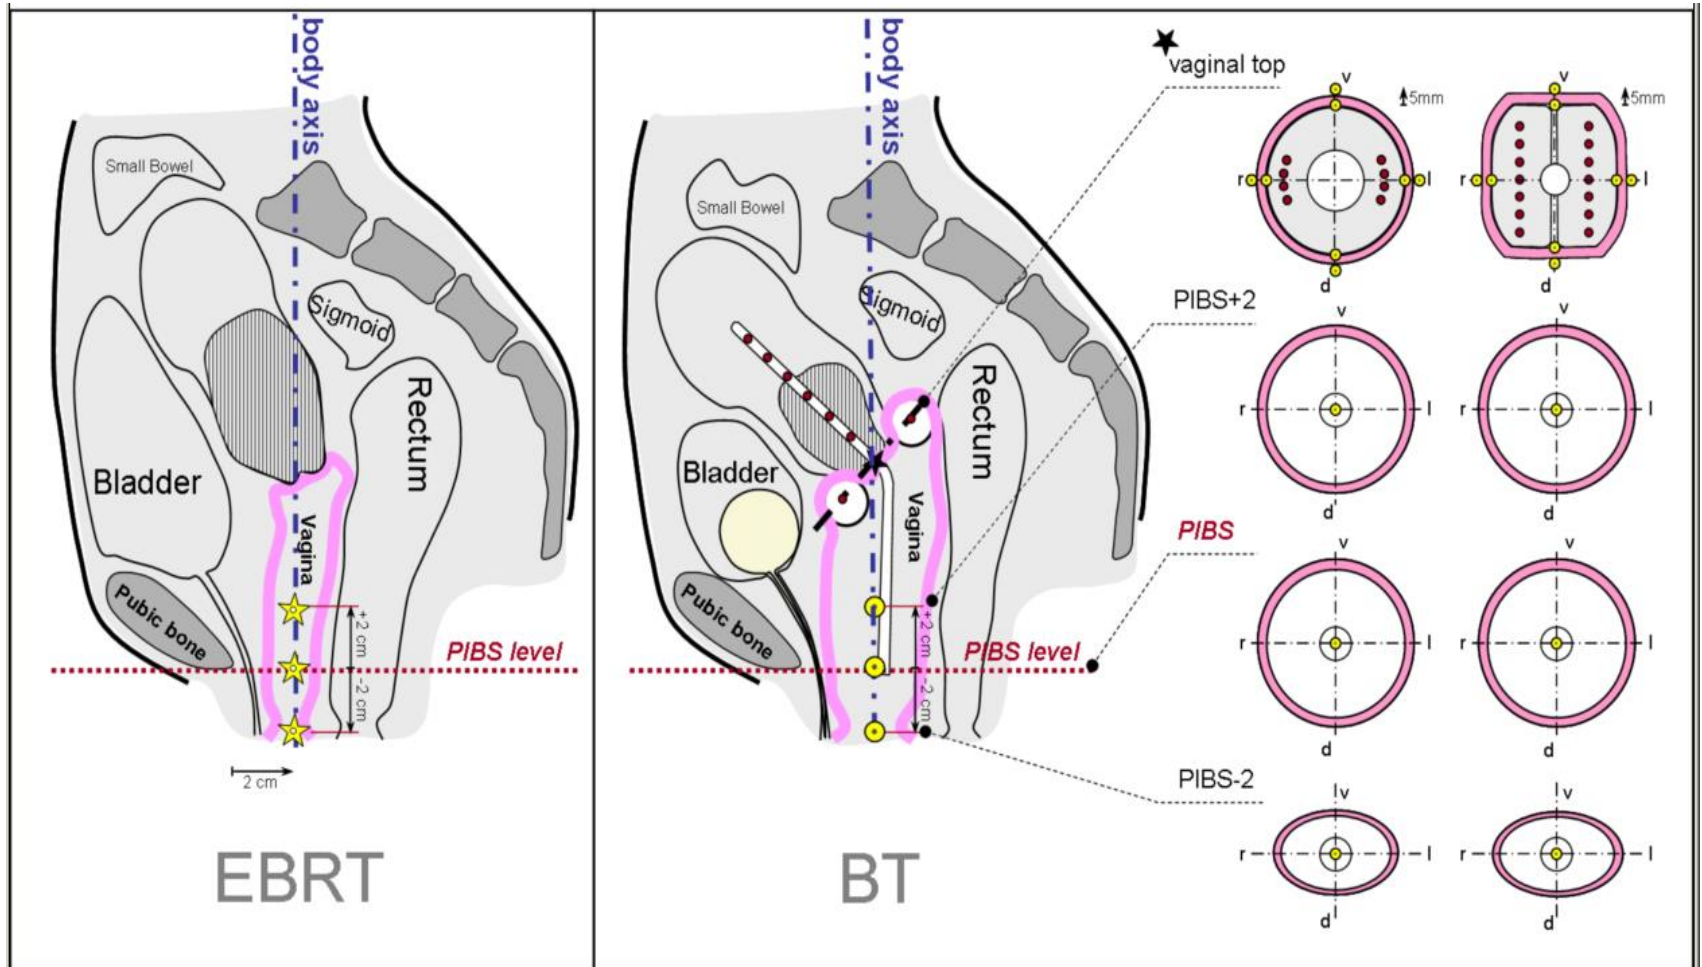 body axis
Small Bowel
Sigmoid
Rectum
Bladder
Vagina
Pubic bone
+2 cm
-2 cm
PIBS level
2 cm
EBRT
body axis
Small Bowel
Sigmoid
Rectum
Bladder
Vagina
Pubic bone
+2 cm
-2 cm
PIBS level
BT
vaginal top
v
5mm
r
l
d
v
5mm
r
l
d
PIBS+2
v
r
l
d
v
r
l
d
PIBS
v
r
l
d
v
r
l
d
PIBS-2
v
r
l
d
v
r
l
d